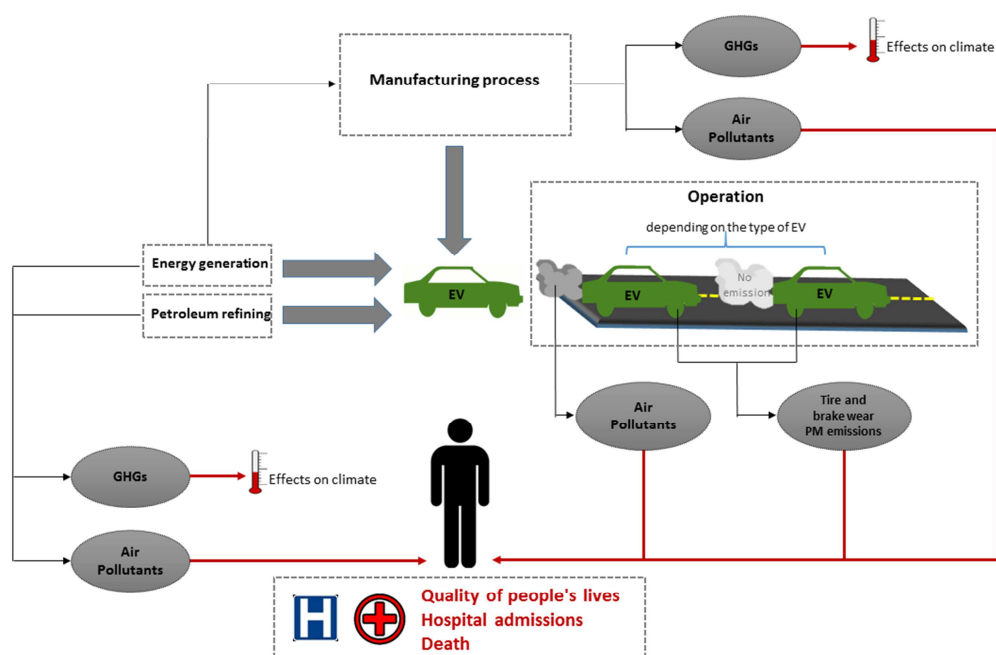 GHGs
Effects on climate
Manufacturing process
Air
Pollutants
Operation
depending on the type of EV
Energy generation
Petroleum refining
EV
EV
No
emission
EV
Air
Pollutants
Tire and
brake wear
PM emissions
GHGs
Effects on climate
Air
Pollutants
H
Quality of people's lives
Hospital admissions
Death